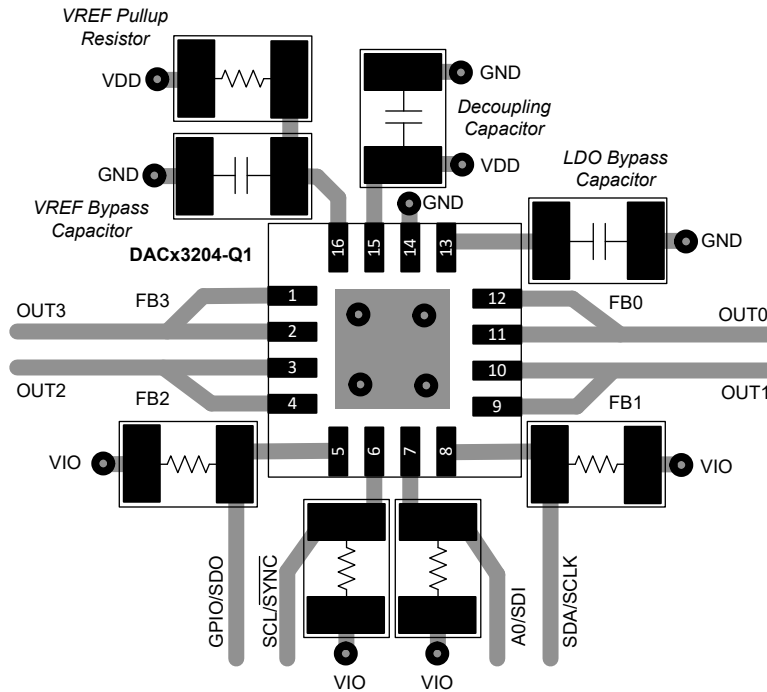 VREF Pullup
Resistor
VDD
GND
Decoupling
Capacitor
VDD
GND
VREF Bypass
Capacitor
GND
LDO Bypass
Capacitor
GND
DACx3204-Q1
16
15
14
13
1
2
3
4
12
11
10
9
5
6
7
8
FB3
OUT3
OUT2
FB2
FB0
OUT0
OUT1
FB1
VIO
VIO
GPIO/SDO
SCL/SYNC
A0/SDI
SDA/SCLK
VIO
VIO